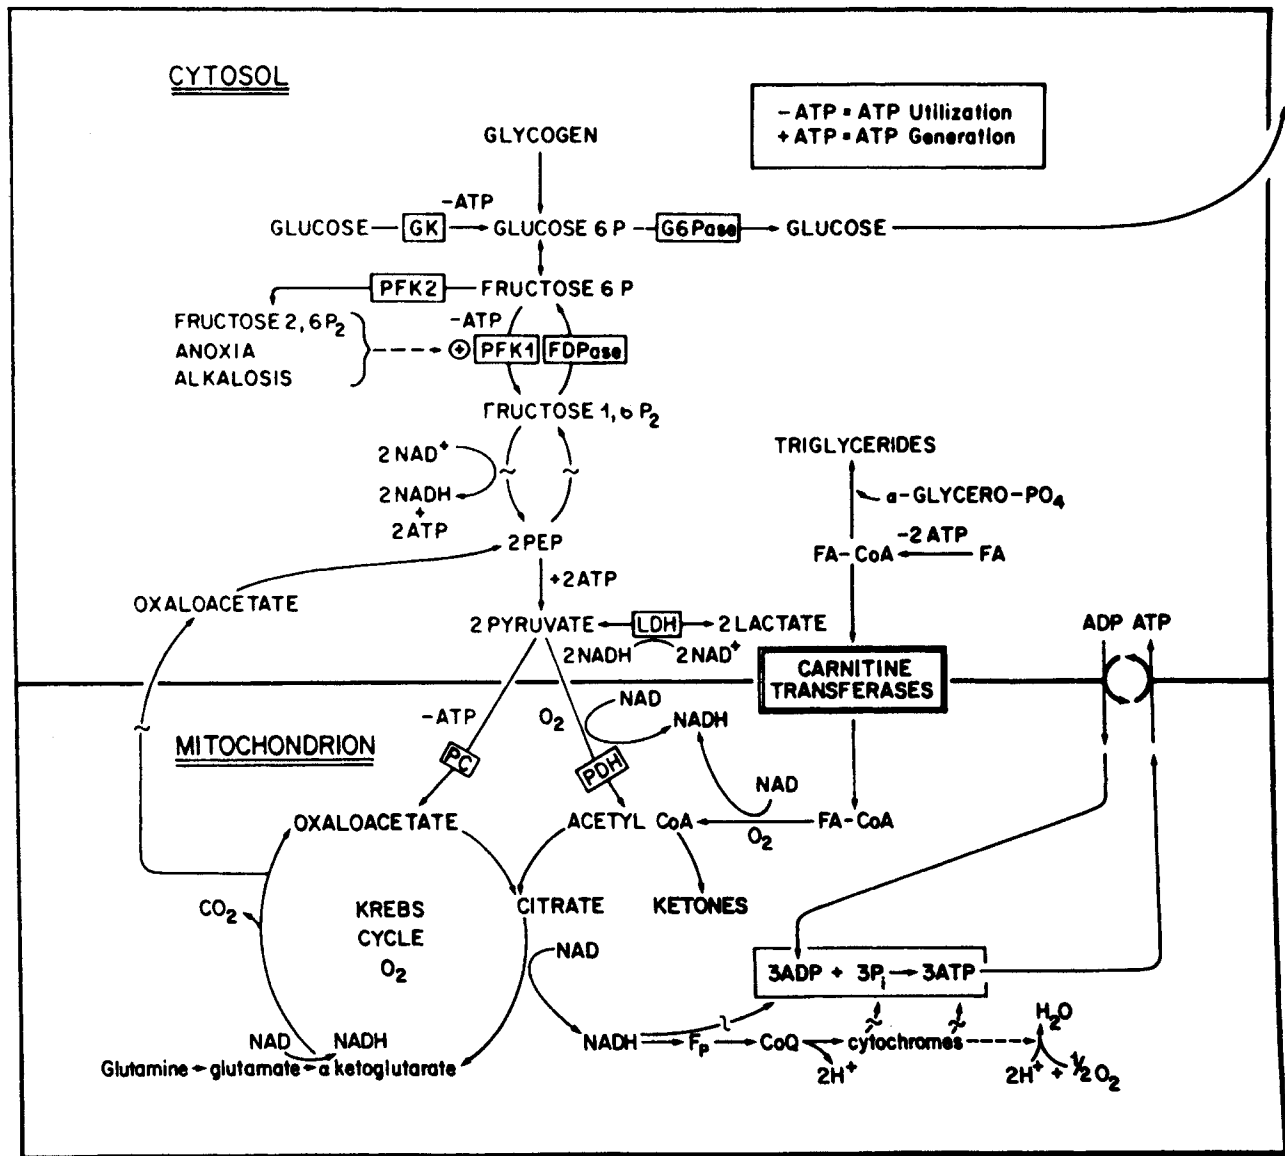 CYTOSOL
-ATP = ATP Utilization
+ATP = ATP Generation
GLYCOGEN
-ATP
GLUCOSE GK GLUCOSE 6 P G6Pase GLUCOSE
PFK2 FRUCTOSE 6 P
FRUCTOSE 2, 6 P2
ANOXIA
ALKALOSIS
-ATP
+ PFK1 FDPase
FRUCTOSE 1, 6 P2
2 NAD+
2 NADH
+
2 ATP
TRIGLYCERIDES
α-GLYCERO-PO4
-2 ATP
FA-CoA FA
2 PEP
+2 ATP
OXALOACETATE
2 PYRUVATE LDH 2 LACTATE
2 NADH 2 NAD+
ADP ATP
CARNITINE
TRANSFERASES
-ATP
O2
NAD
NADH
MITOCHONDRION
PC
PDH
NAD
OXALOACETATE ACETYL CoA FA-CoA
O2
CO2
KREBS
CYCLE
O2
CITRATE KETONES
NAD
3ADP + 3Pi 3ATP
NAD NADH
Glutamine glutamate α ketoglutarate
NADH Fp CoQ cytochromes
2H+
H2O
2H+ + 1/2 O2